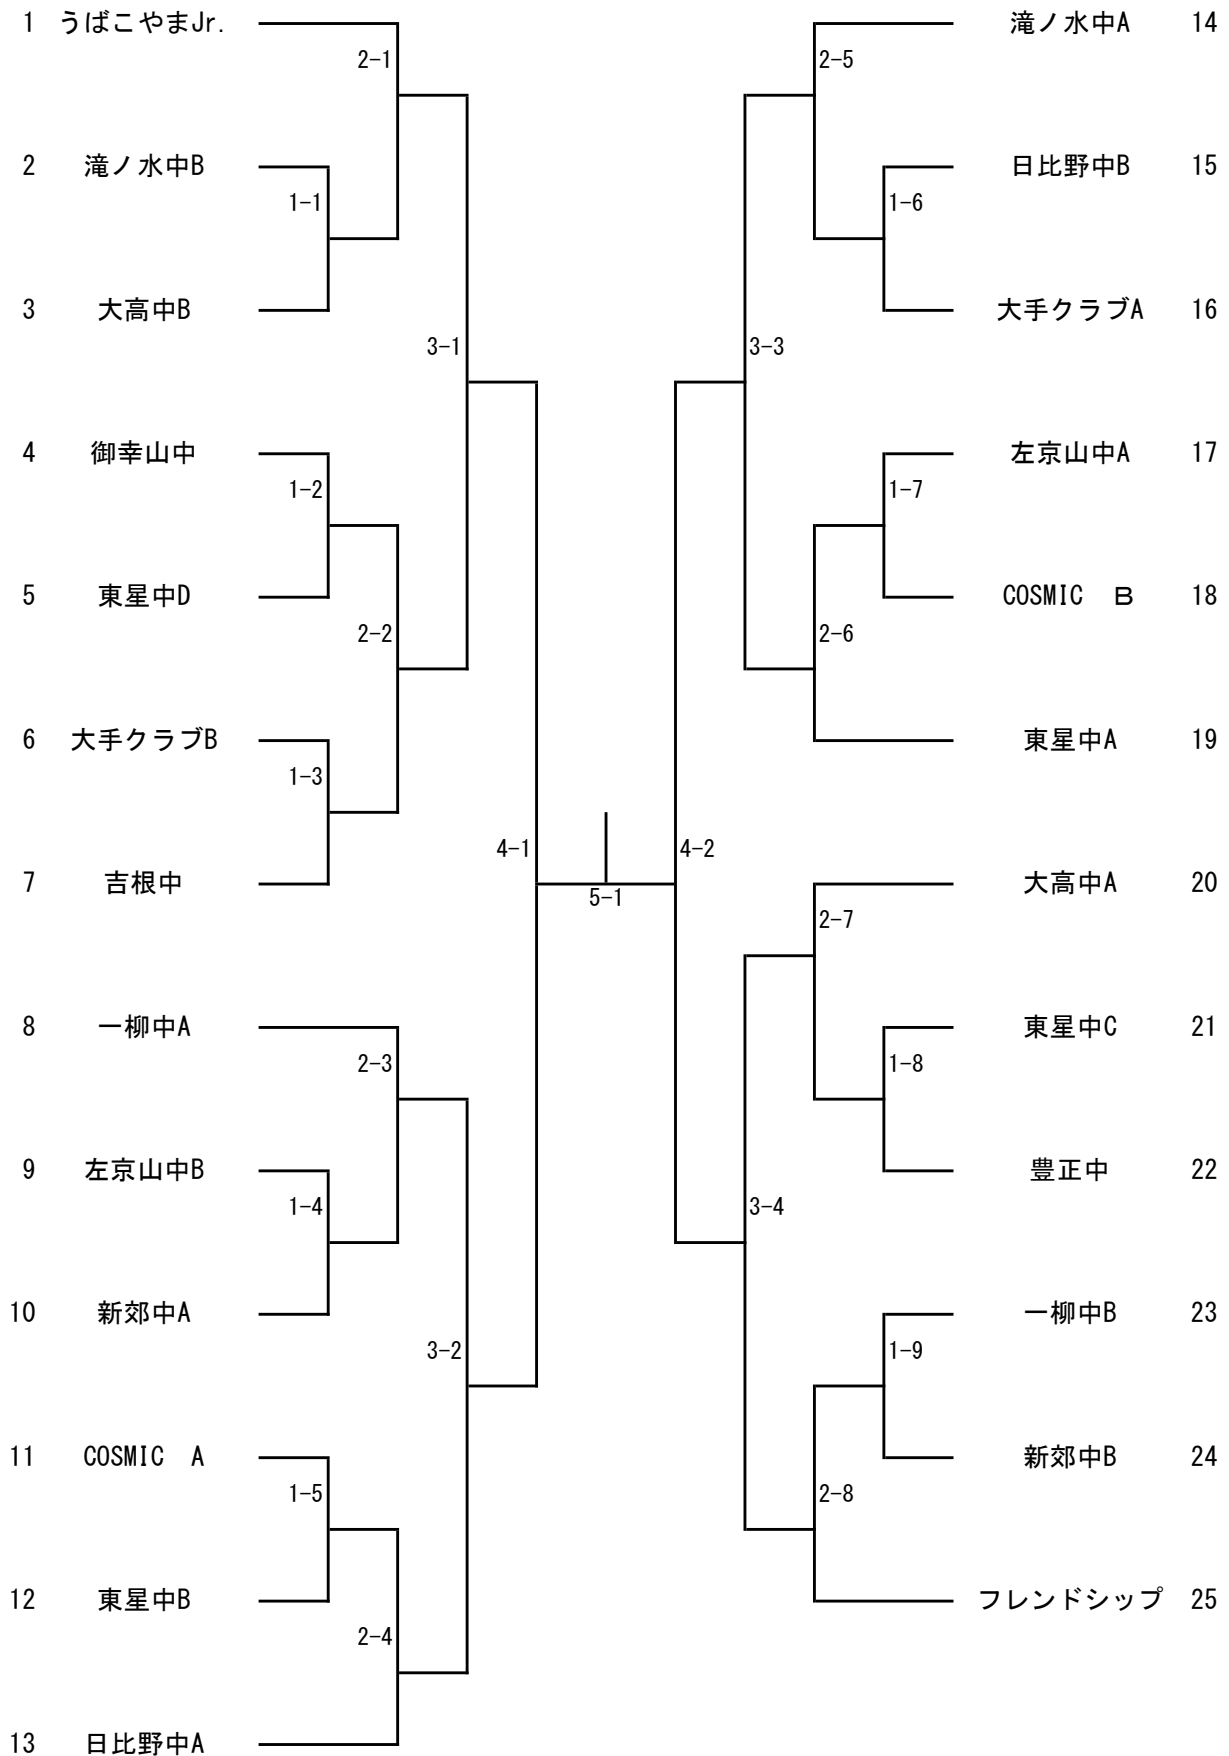 1 うばこやまJr.
2-1
2 滝ノ水中B
1-1
3 大高中B
3-1
4 御幸山中
1-2
5 東星中D
2-2
6 大手クラブB
1-3
4-1
7 吉根中
5-1
8 一柳中A
2-3
9 左京山中B
1-4
10 新郊中A
3-2
11 COSMIC A
1-5
12 東星中B
2-4
13 日比野中A
滝ノ水中A 14
2-5
日比野中B 15
1-6
大手クラブA 16
3-3
左京山中A 17
1-7
COSMIC B 18
2-6
東星中A 19
4-2
大高中A 20
2-7
東星中C 21
1-8
豊正中 22
3-4
一柳中B 23
1-9
新郊中B 24
2-8
フレンドシップ 25